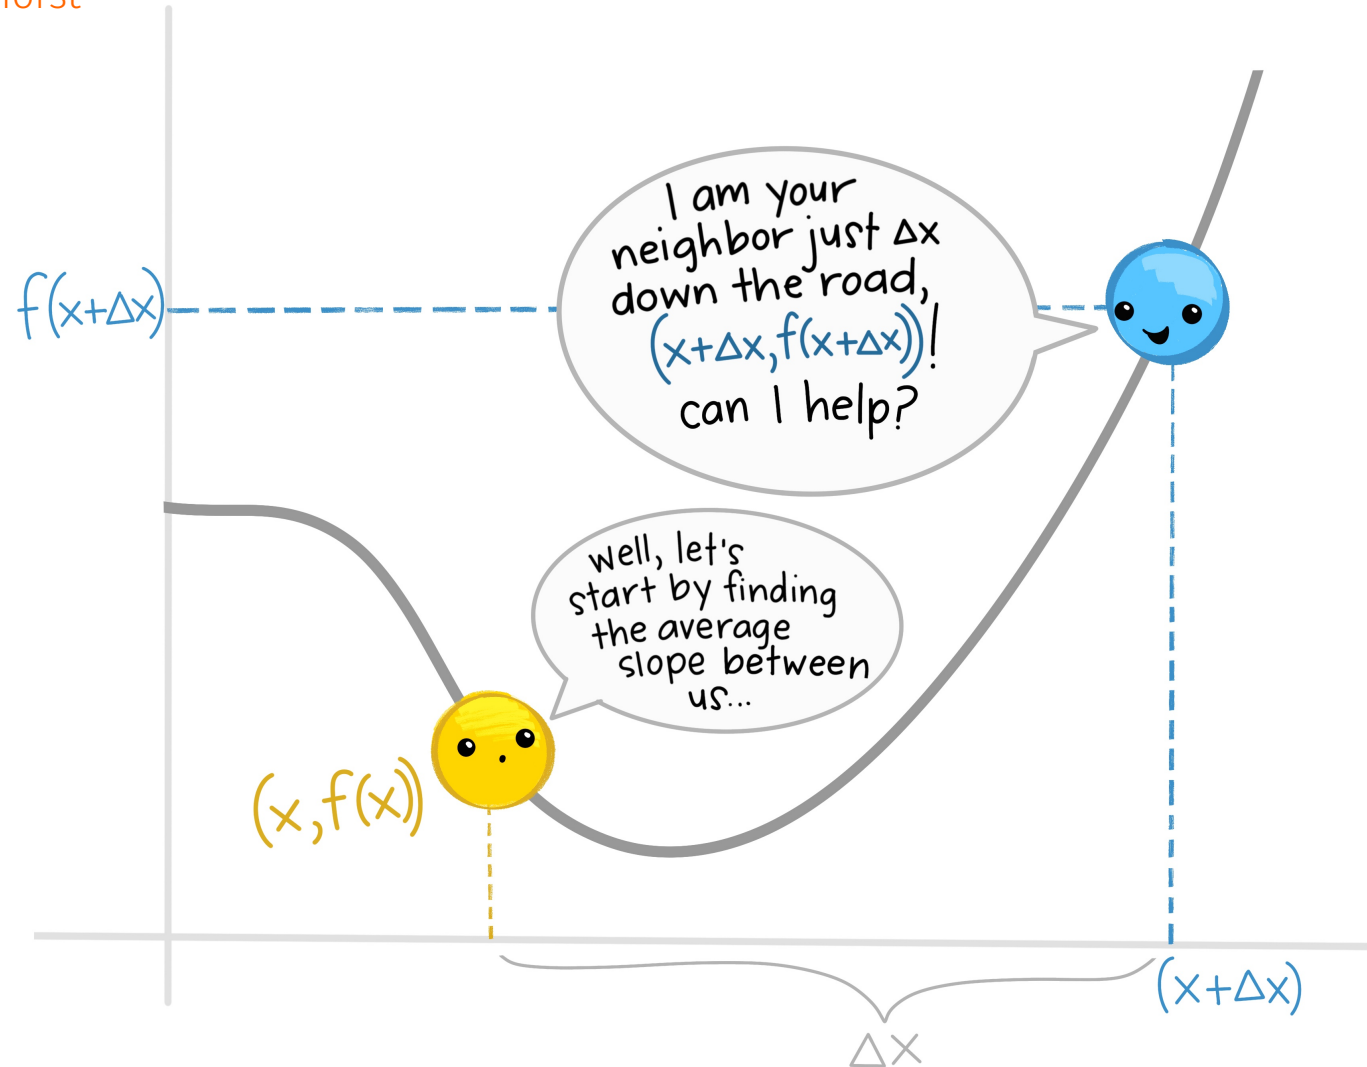 I am your
neighbor just Δx
down the road,
(x+Δx,f(x+Δx))!
can I help?
f(x+Δx)
well, let's
start by finding
the average
slope between
us...
(x,f(x))
(x+Δx)
Δx